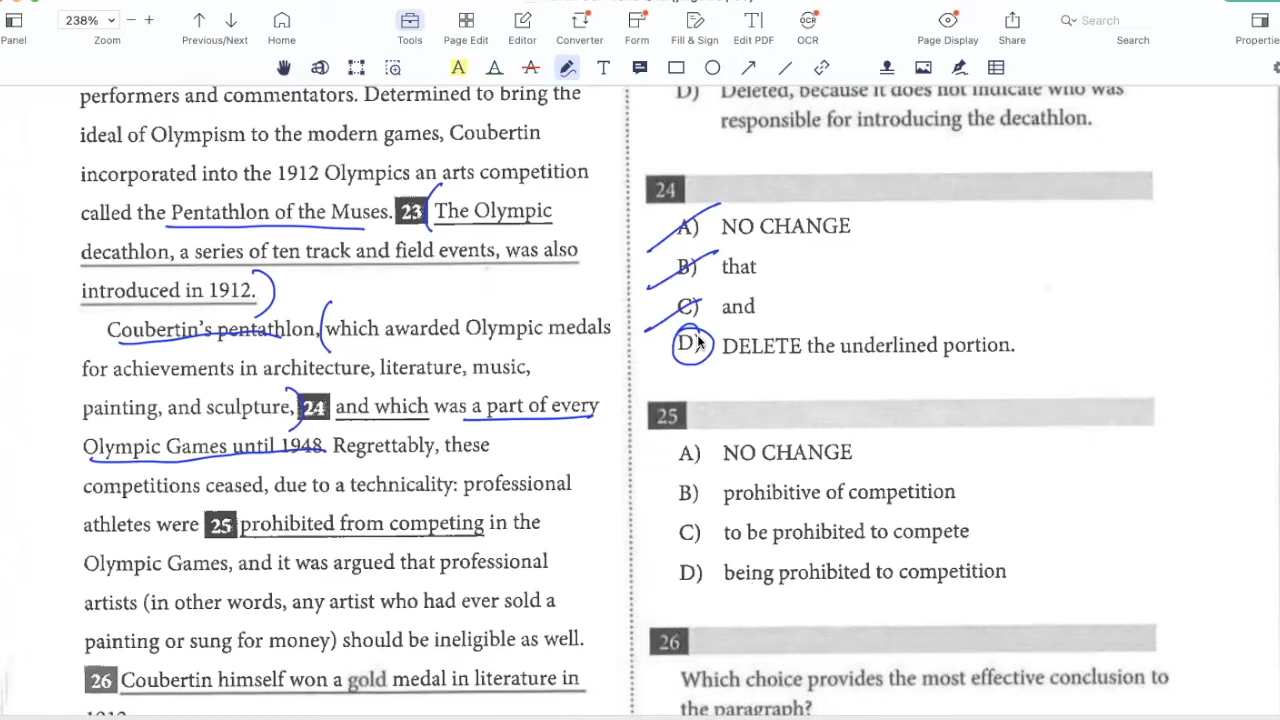 238%
Panel
Zoom
Previous/Next
Home
Tools
Page Edit
Editor
Converter
Form
Fill & Sign
Edit PDF
OCR
OCR
Page Display
Share
Search
Search
Propertie
performers and commentators. Determined to bring the
ideal of Olympism to the modern games, Coubertin
incorporated into the 1912 Olympics an arts competition
called the Pentathlon of the Muses. 23 The Olympic
decathlon, a series of ten track and field events, was also
introduced in 1912.
Coubertin's pentathlon, which awarded Olympic medals
for achievements in architecture, literature, music,
painting, and sculpture, 24 and which was a part of every
Olympic Games until 1948. Regrettably, these
competitions ceased, due to a technicality: professional
athletes were 25 prohibited from competing in the
Olympic Games, and it was argued that professional
artists (in other words, any artist who had ever sold a
painting or sung for money) should be ineligible as well.
26 Coubertin himself won a gold medal in literature in
1912.
D) Deleted, because it does not indicate who was
responsible for introducing the decathlon.
24
A) NO CHANGE
B) that
C) and
D) DELETE the underlined portion.
25
A) NO CHANGE
B) prohibitive of competition
C) to be prohibited to compete
D) being prohibited to competition
26
Which choice provides the most effective conclusion to
the paragraph?